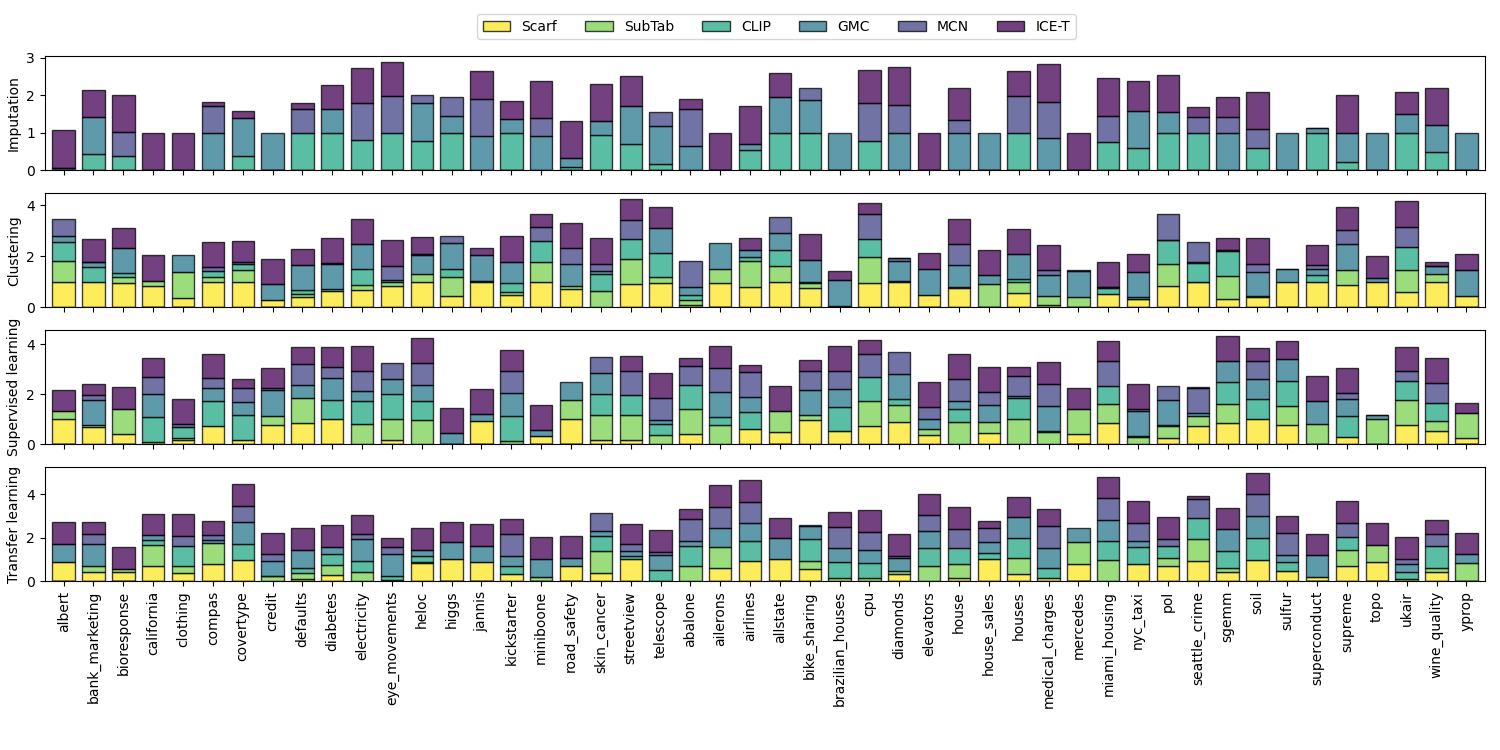 Scarf SubTab CLIP GMC MCN ICE-T
Imputation
3
2
1
0
Clustering
4
2
0
Supervised learning
4
2
0
Transfer learning
4
2
0
albert
bank_marketing
bioresponse
california
clothing
compas
covertype
credit
defaults
diabetes
electricity
eye_movements
heloc
higgs
jannis
kickstarter
miniboone
road_safety
skin_cancer
streetview
telescope
abalone
ailerons
airlines
allstate
bike_sharing
brazilian_houses
cpu
diamonds
elevators
house
house_sales
houses
medical_charges
mercedes
miami_housing
nyc_taxi
pol
seattle_crime
sgemm
soil
sulfur
superconduct
supreme
topo
ukair
wine_quality
yprop